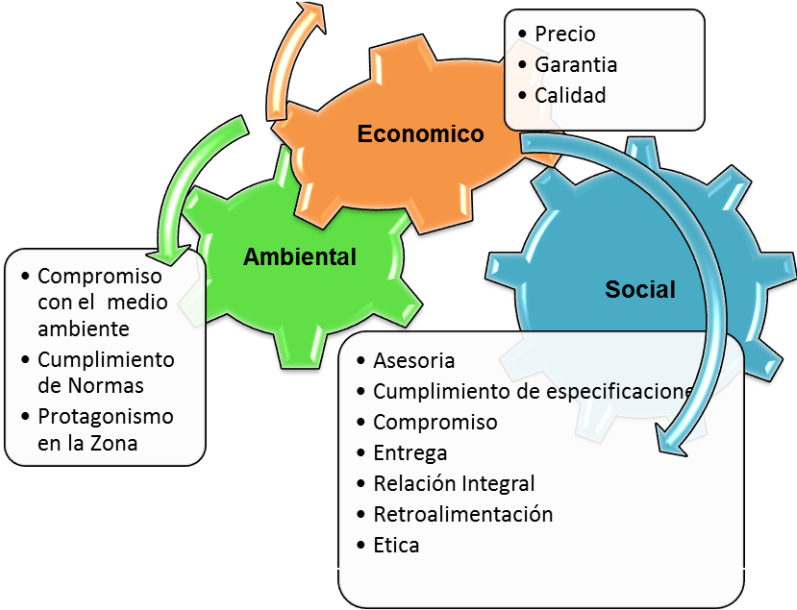 • Precio
• Garantia
• Calidad
Economico
Ambiental
Social
• Compromiso
con el medio
ambiente
• Cumplimiento
de Normas
• Protagonismo
en la Zona
• Asesoria
• Cumplimiento de especificacione
• Compromiso
• Entrega
• Relación Integral
• Retroalimentación
• Etica